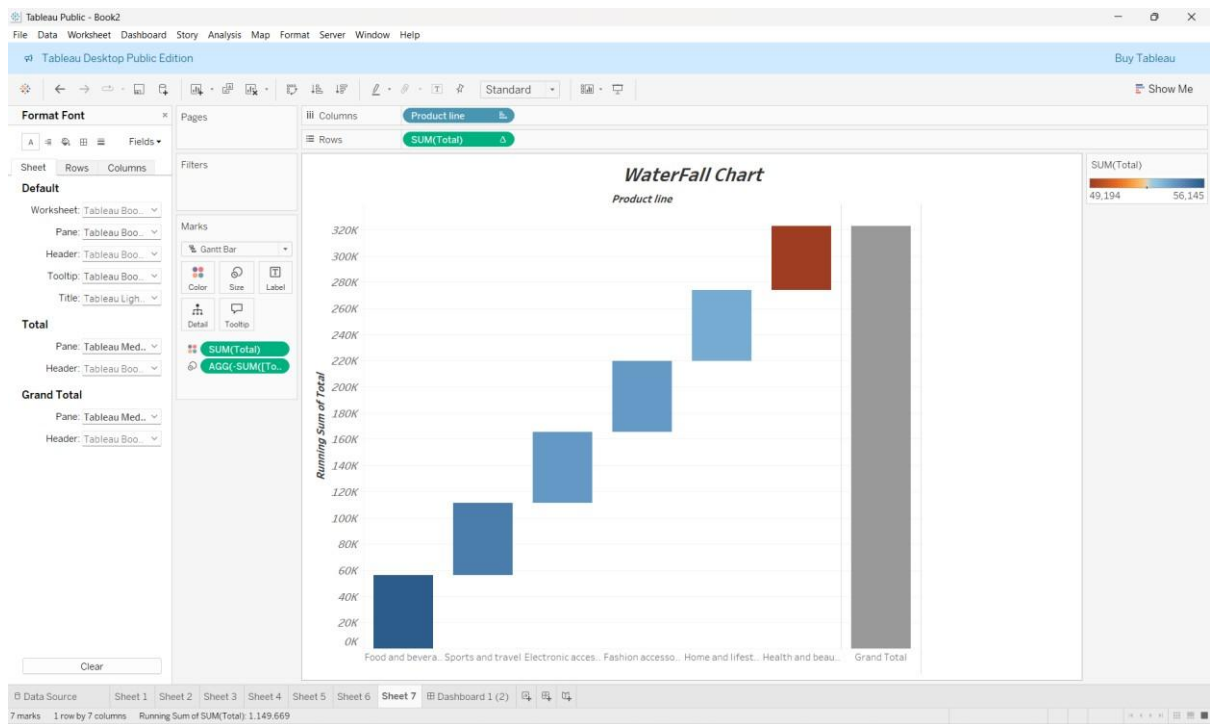 Tableau Public - Book2
File Data Worksheet Dashboard Story Analysis Map Format Server Window Help
Tableau Desktop Public Edition
Buy Tableau
Standard
Show Me
Format Font
Fields
Sheet Rows Columns
Default
Worksheet: Tableau Boo..
Pane: Tableau Boo..
Header: Tableau Boo..
Tooltip: Tableau Boo..
Title: Tableau Ligh..
Total
Pane: Tableau Med..
Header: Tableau Boo..
Grand Total
Pane: Tableau Med..
Header: Tableau Boo..
Clear
Pages
Filters
Marks
Gantt Bar
Color Size Label
Detail Tooltip
SUM(Total)
AGG(-SUM([To..
Columns Product line
Rows SUM(Total) Δ
WaterFall Chart
Product line
Running Sum of Total
320K
300K
280K
260K
240K
220K
200K
180K
160K
140K
120K
100K
80K
60K
40K
20K
0K
Food and bevera.. Sports and travel Electronic acces.. Fashion accesso.. Home and lifest.. Health and beau.. Grand Total
SUM(Total)
49,194 56,145
Data Source Sheet 1 Sheet 2 Sheet 3 Sheet 4 Sheet 5 Sheet 6 Sheet 7 Dashboard 1 (2)
7 marks 1 row by 7 columns Running Sum of SUM(Total): 1.149.669